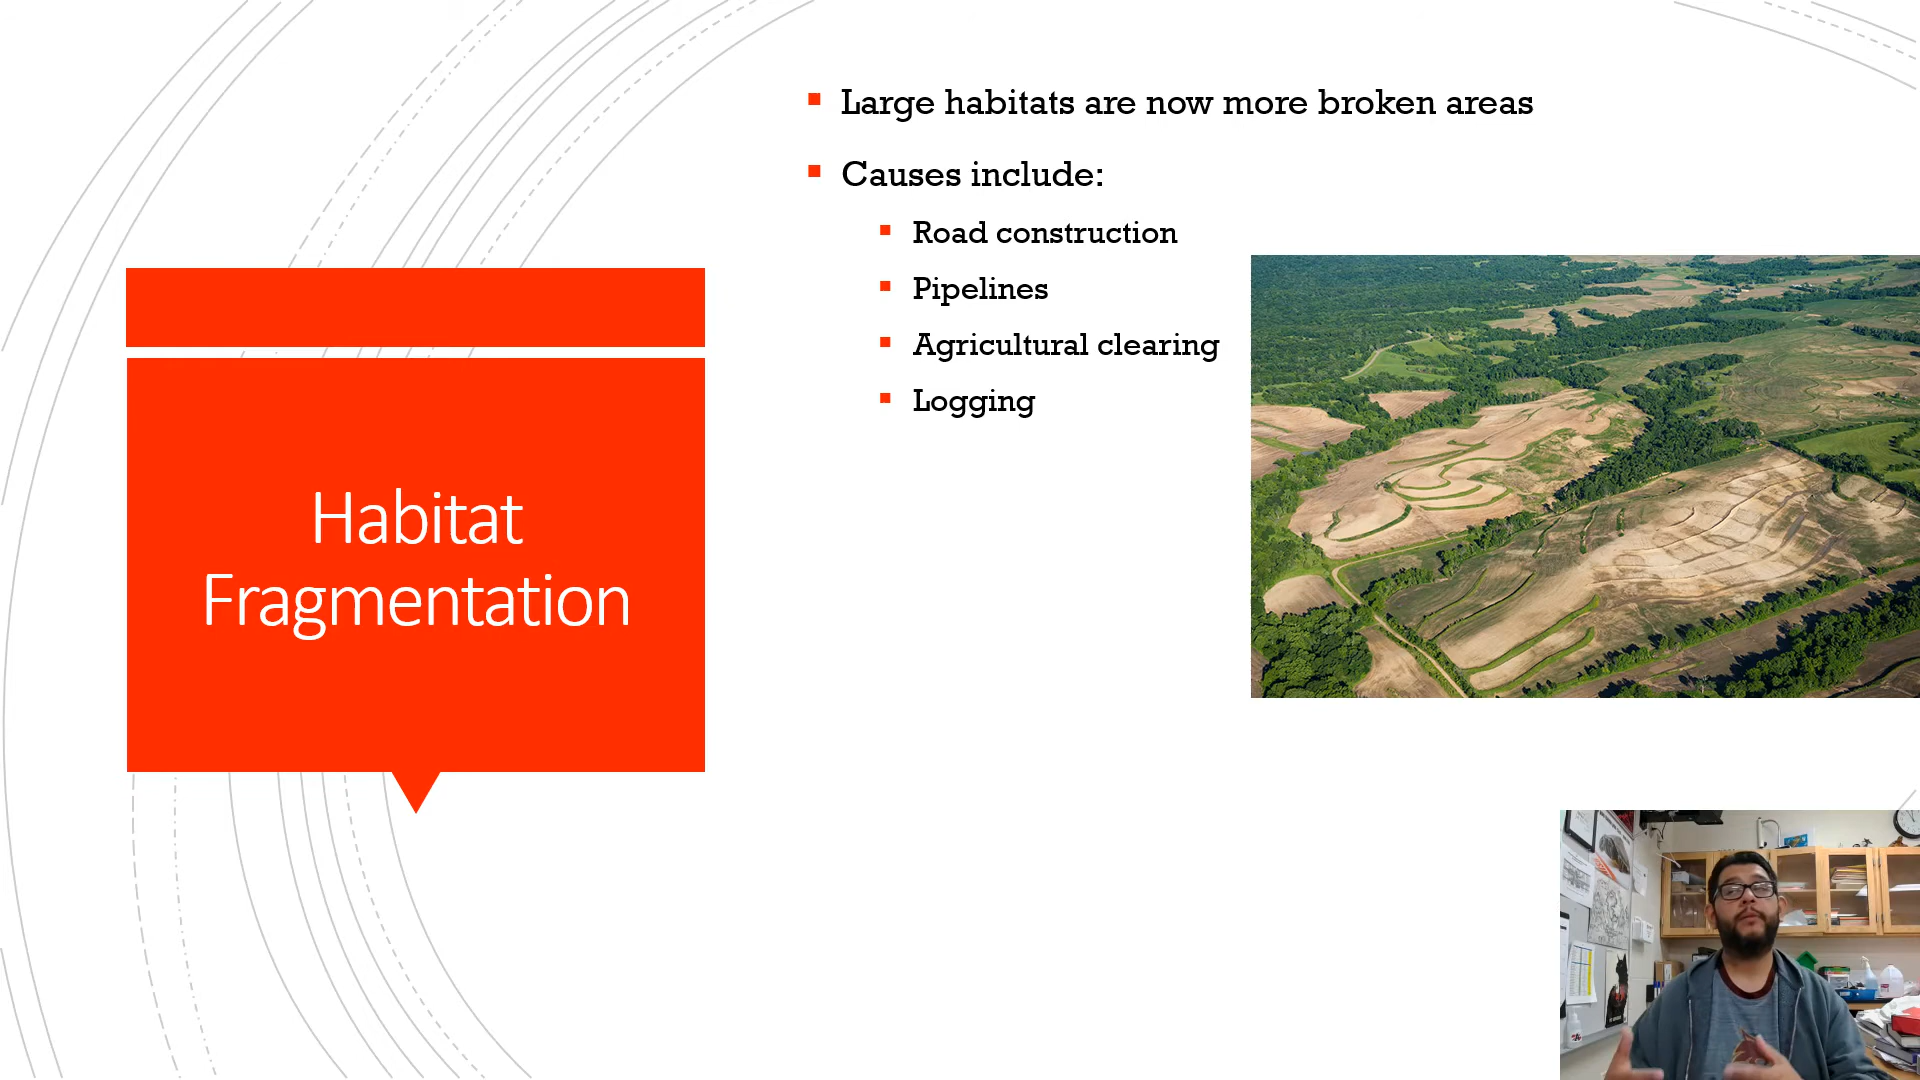 Large habitats are now more broken areas
Causes include:
Road construction
Pipelines
Agricultural clearing
Logging
Habitat
Fragmentation